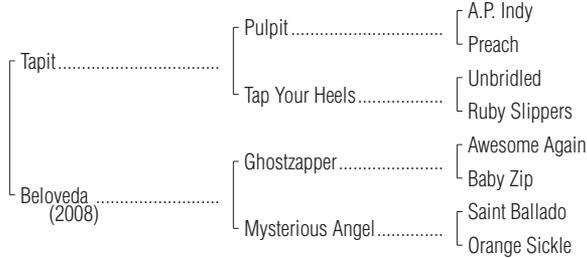 A.P. Indy
Pulpit
Preach
Tapit
Unbridled
Tap Your Heels
Ruby Slippers
Awesome Again
Ghostzapper
Baby Zip
Beloveda
(2008)
Saint Ballado
Mysterious Angel
Orange Sickle